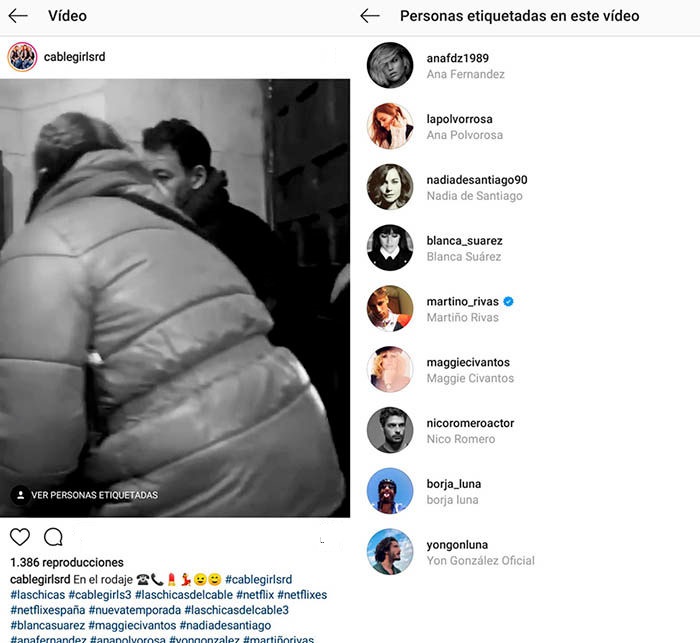 Vídeo
cablegirlsrd
VER PERSONAS ETIQUETADAS
1.386 reproducciones
cablegirlsrd En el rodaje ☎️📞💄💃😉😊 #cablegirlsrd
#laschicas #cablegirls3 #laschicasdelcable #netflix #netflixes
#netflixespaña #nuevatemporada #laschicasdelcable3
#blancasuarez #maggiecivantos #nadiadesantiago
#anafernandez #anapolvorosa #yongonzalez #martiñorivas
Personas etiquetadas en este vídeo
anafdz1989
Ana Fernandez
lapolvorrosa
Ana Polvorosa
nadiadesantiago90
Nadia de Santiago
blanca_suarez
Blanca Suárez
martino_rivas
Martiño Rivas
maggiecivantos
Maggie Civantos
nicoromeroactor
Nico Romero
borja_luna
borja luna
yongonluna
Yon González Oficial